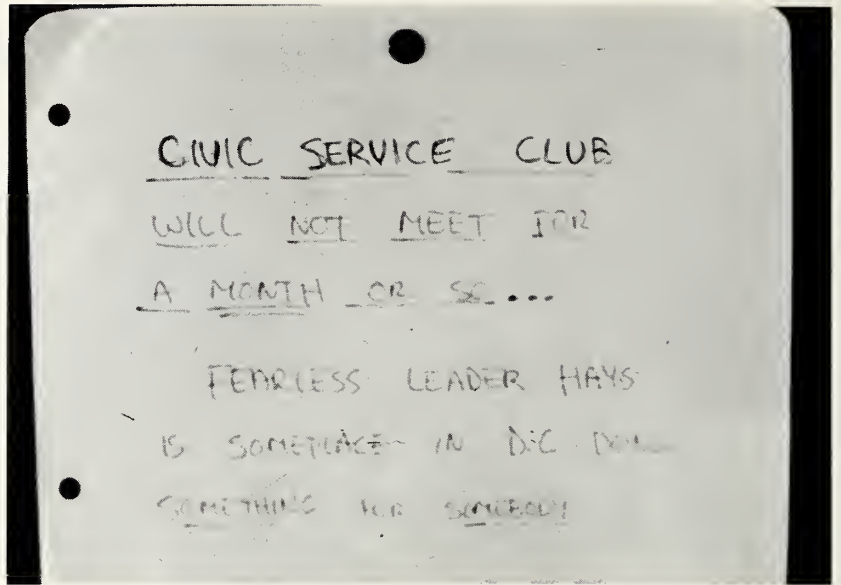 CIVIC SERVICE CLUB
WILL NOT MEET FOR
A MONTH OR SO...
FEARLESS LEADER HAYS
IS SOMEPLACE IN D.C.
SOMETHING FOR SOMEBODY